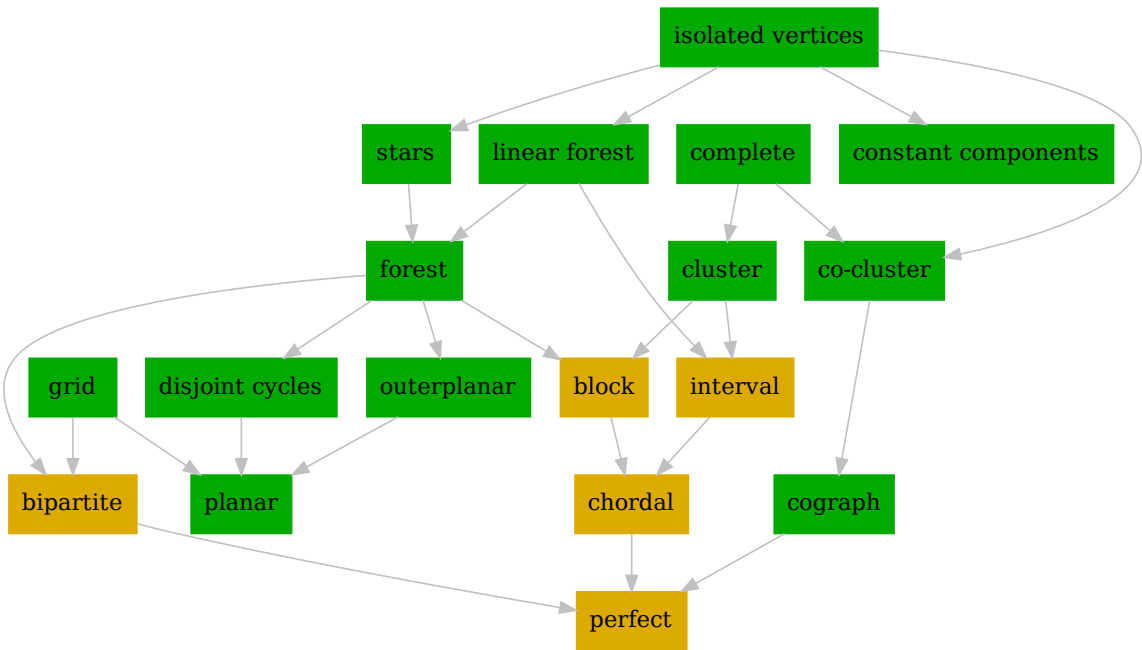 isolated vertices
stars
linear forest
complete
constant components
forest
cluster
co-cluster
grid
disjoint cycles
outerplanar
block
interval
bipartite
planar
chordal
cograph
perfect